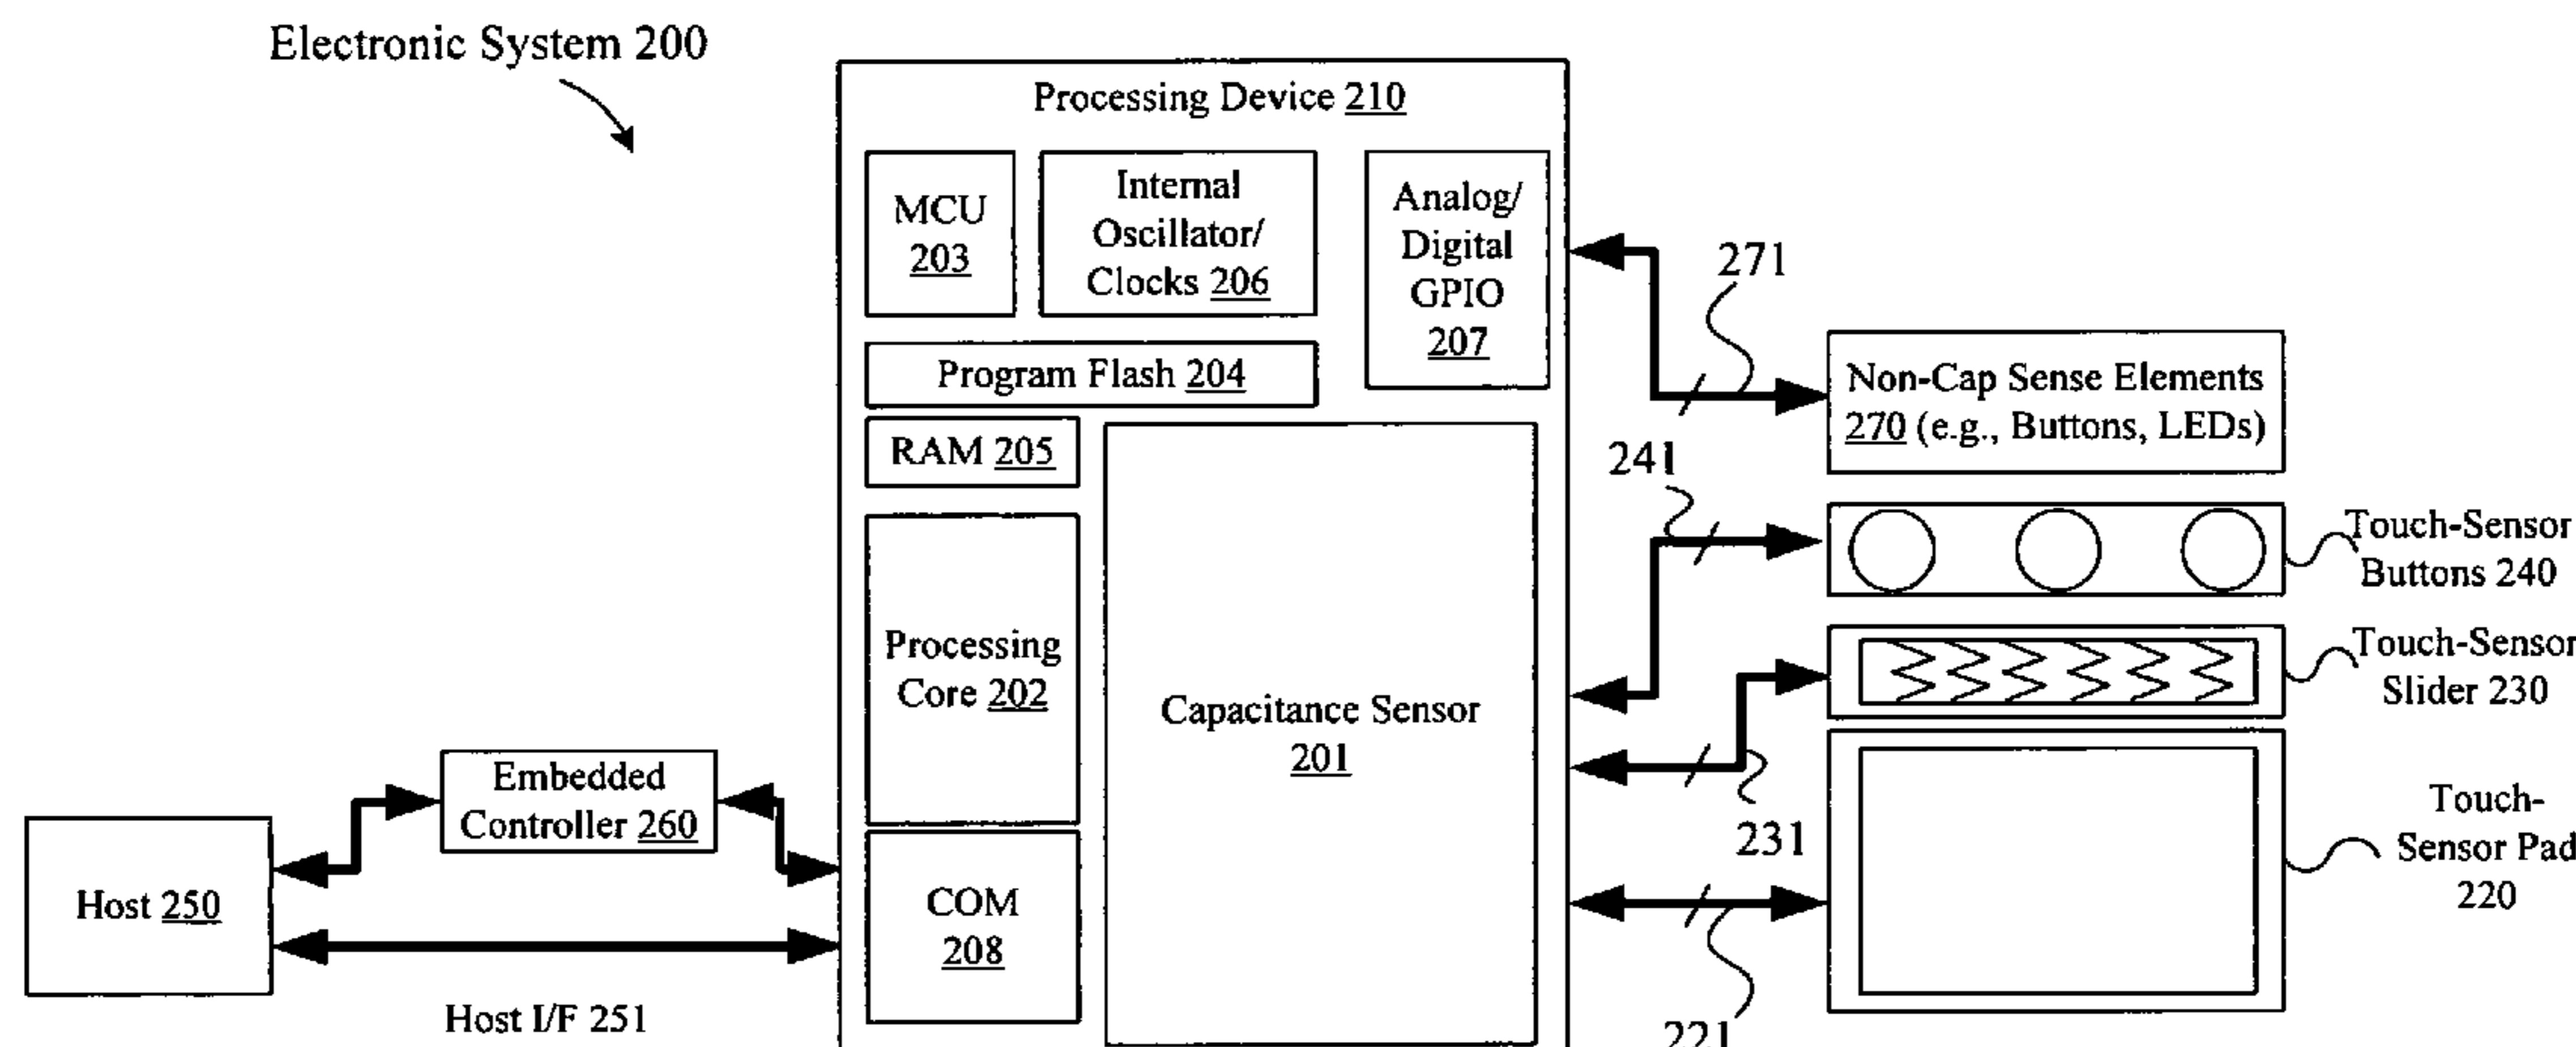 Electronic System 200
Processing Device 210
MCU
203
Internal
Oscillator/
Clocks 206
Analog/
Digital
GPIO
207
Program Flash 204
RAM 205
Processing
Core 202
COM
208
Capacitance Sensor
201
Embedded
Controller 260
Host 250
Host I/F 251
271
Non-Cap Sense Elements
270 (e.g., Buttons, LEDs)
241
Touch-Sensor
Buttons 240
Touch-Sensor
Slider 230
231
Touch-
Sensor Pad
220
221